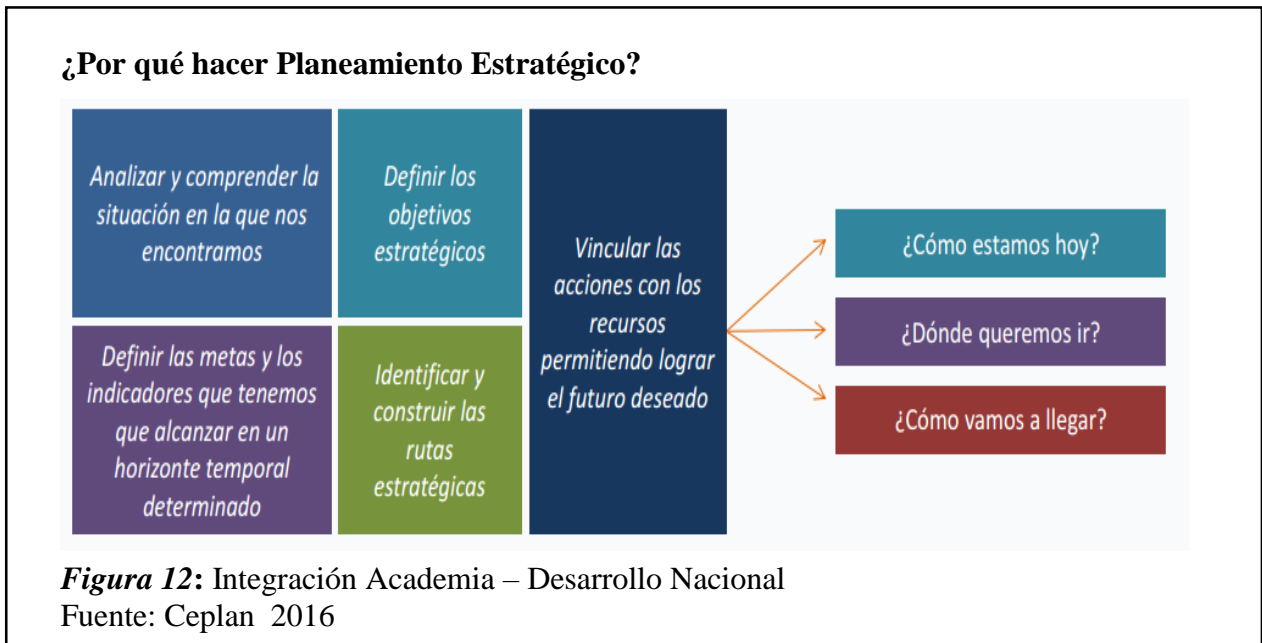 ¿Por qué hacer Planeamiento Estratégico?
Analizar y comprender la
situación en la que nos
encontramos
Definir los
objetivos
estratégicos
Definir las metas y los
indicadores que tenemos
que alcanzar en un
horizonte temporal
determinado
Identificar y
construir las
rutas
estratégicas
Vincular las
acciones con los
recursos
permitiendo lograr
el futuro deseado
¿Cómo estamos hoy?
¿Dónde queremos ir?
¿Cómo vamos a llegar?
Figura 12: Integración Academia – Desarrollo Nacional
Fuente: Ceplan 2016